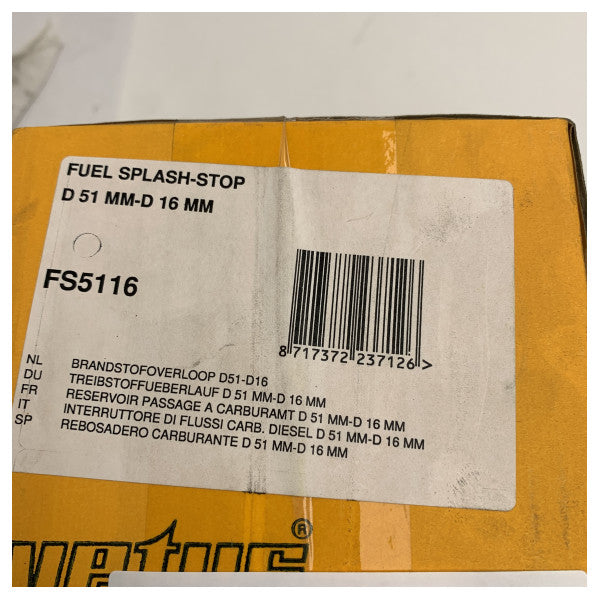 FUEL SPLASH-STOP
D 51 MM-D 16 MM
FS5116
8 717372 237126 >
NL BRANDSTOFOVERLOOP D51-D16
DU TREIBSTOFFUEBERLAUF D 51 MM-D 16 MM
FR RESERVOIR PASSAGE A CARBURAMT D 51 MM-D 16 MM
IT INTERRUTTORE DI FLUSSI CARB. DIESEL D 51 MM-D 16 MM
SP REBOSADERO CARBURANTE D 51 MM-D 16 MM
vetus®